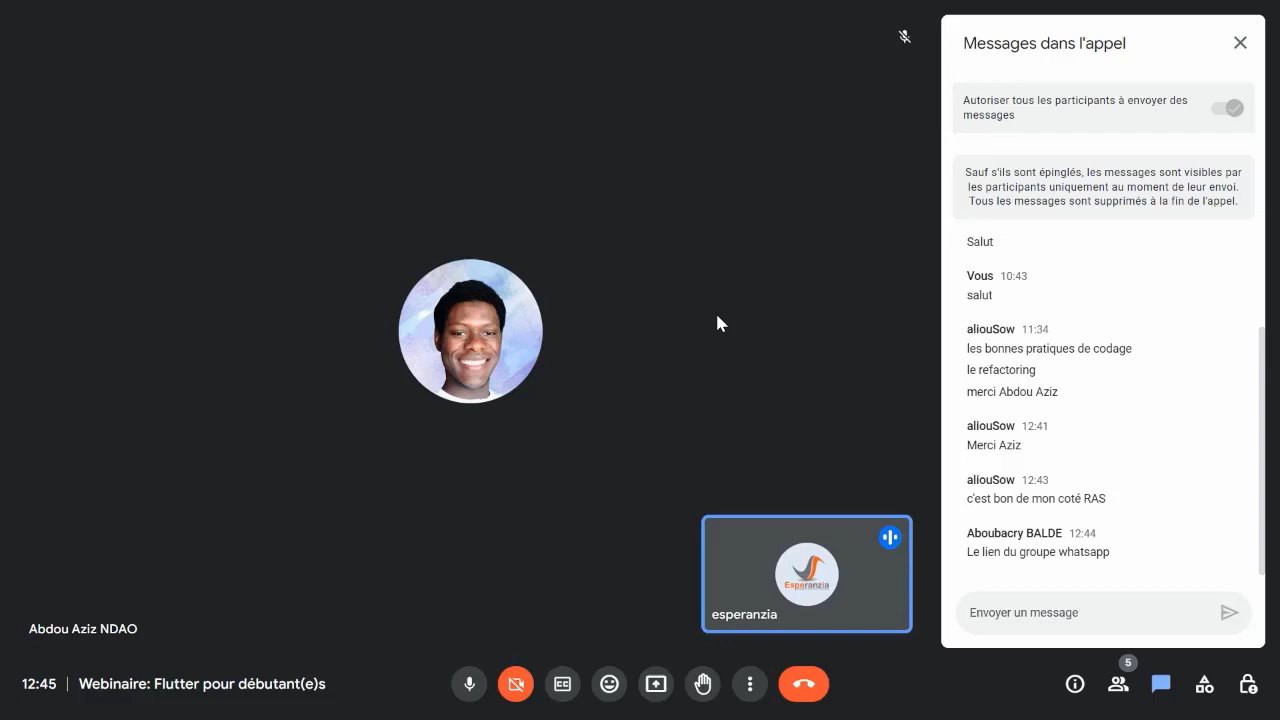 Messages dans l'appel
Autoriser tous les participants à envoyer des
messages
Sauf s'ils sont épinglés, les messages sont visibles par
les participants uniquement au moment de leur envoi.
Tous les messages sont supprimés à la fin de l'appel.
Salut
Vous 10:43
salut
aliouSow 11:34
les bonnes pratiques de codage
le refactoring
merci Abdou Aziz
aliouSow 12:41
Merci Aziz
aliouSow 12:43
c'est bon de mon coté RAS
Aboubacry BALDE 12:44
Le lien du groupe whatsapp
Envoyer un message
Esperanzia
esperanzia
Abdou Aziz NDAO
12:45 | Webinaire: Flutter pour débutant(e)s
CC
5